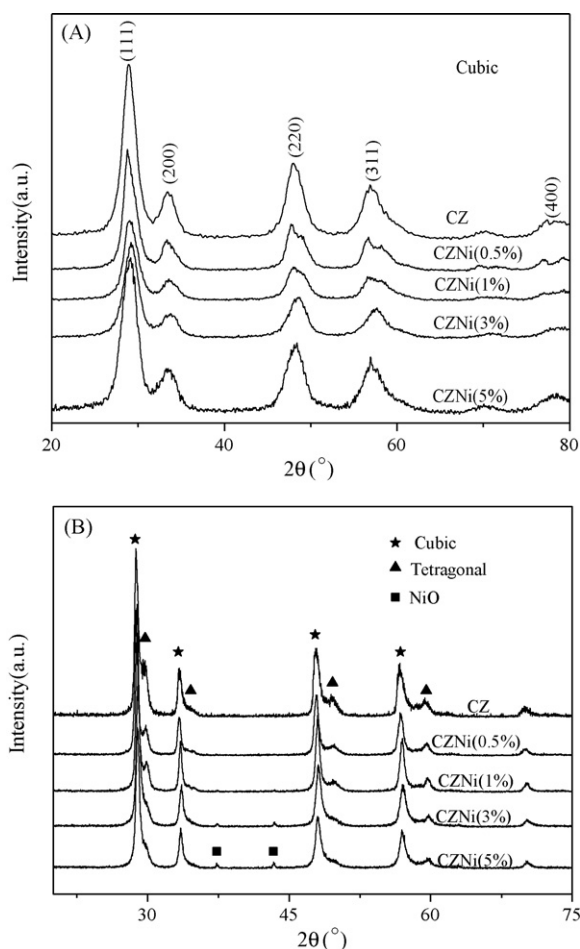 (A)
(111)
Cubic
(200)
(220)
(311)
(400)
CZ
CZNi(0.5%)
CZNi(1%)
CZNi(3%)
CZNi(5%)
Intensity(a.u.)
20 40 60 80
2θ(°)
(B)
★ Cubic
▲ Tetragonal
■ NiO
CZ
CZNi(0.5%)
CZNi(1%)
CZNi(3%)
CZNi(5%)
Intensity(a.u.)
30 45 60 75
2θ(°)